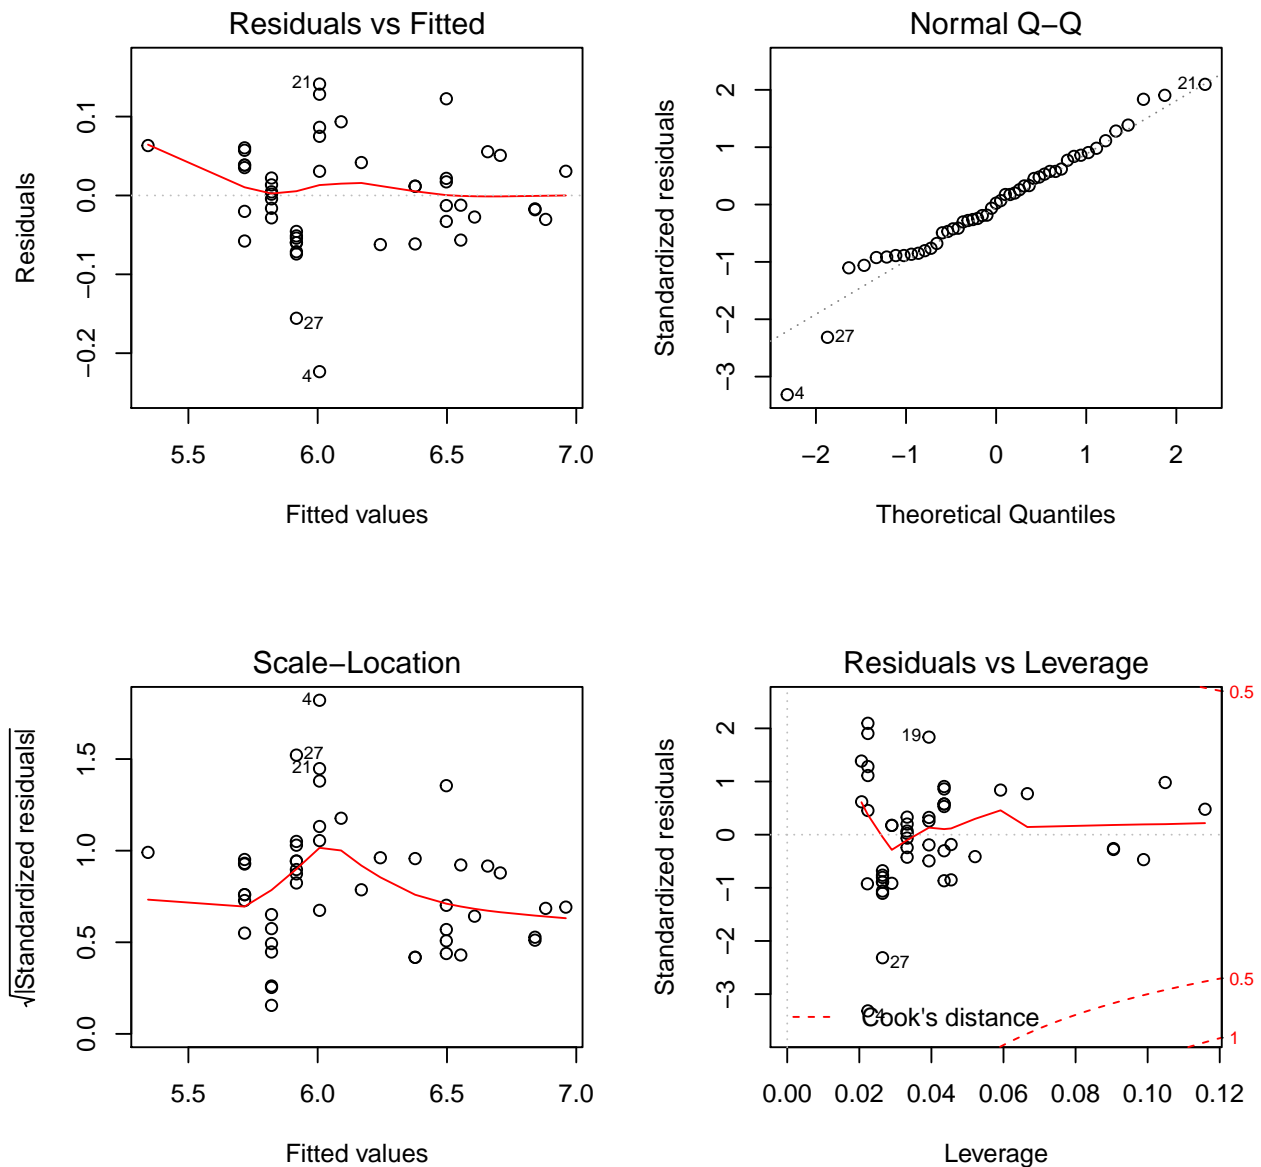 Residuals vs Fitted
Residuals
0.1
0.0
−0.1
−0.2
21
27
4
5.5 6.0 6.5 7.0
Fitted values
Normal Q−Q
Standardized residuals
2
1
0
−1
−2
−3
21
27
4
−2 −1 0 1 2
Theoretical Quantiles
Scale−Location
√|Standardized residuals|
1.5
1.0
0.5
0.0
4
27
21
5.5 6.0 6.5 7.0
Fitted values
Residuals vs Leverage
Standardized residuals
2
1
0
−1
−2
−3
19
27
4
Cook's distance
0.5
0.5
1
0.00 0.02 0.04 0.06 0.08 0.10 0.12
Leverage